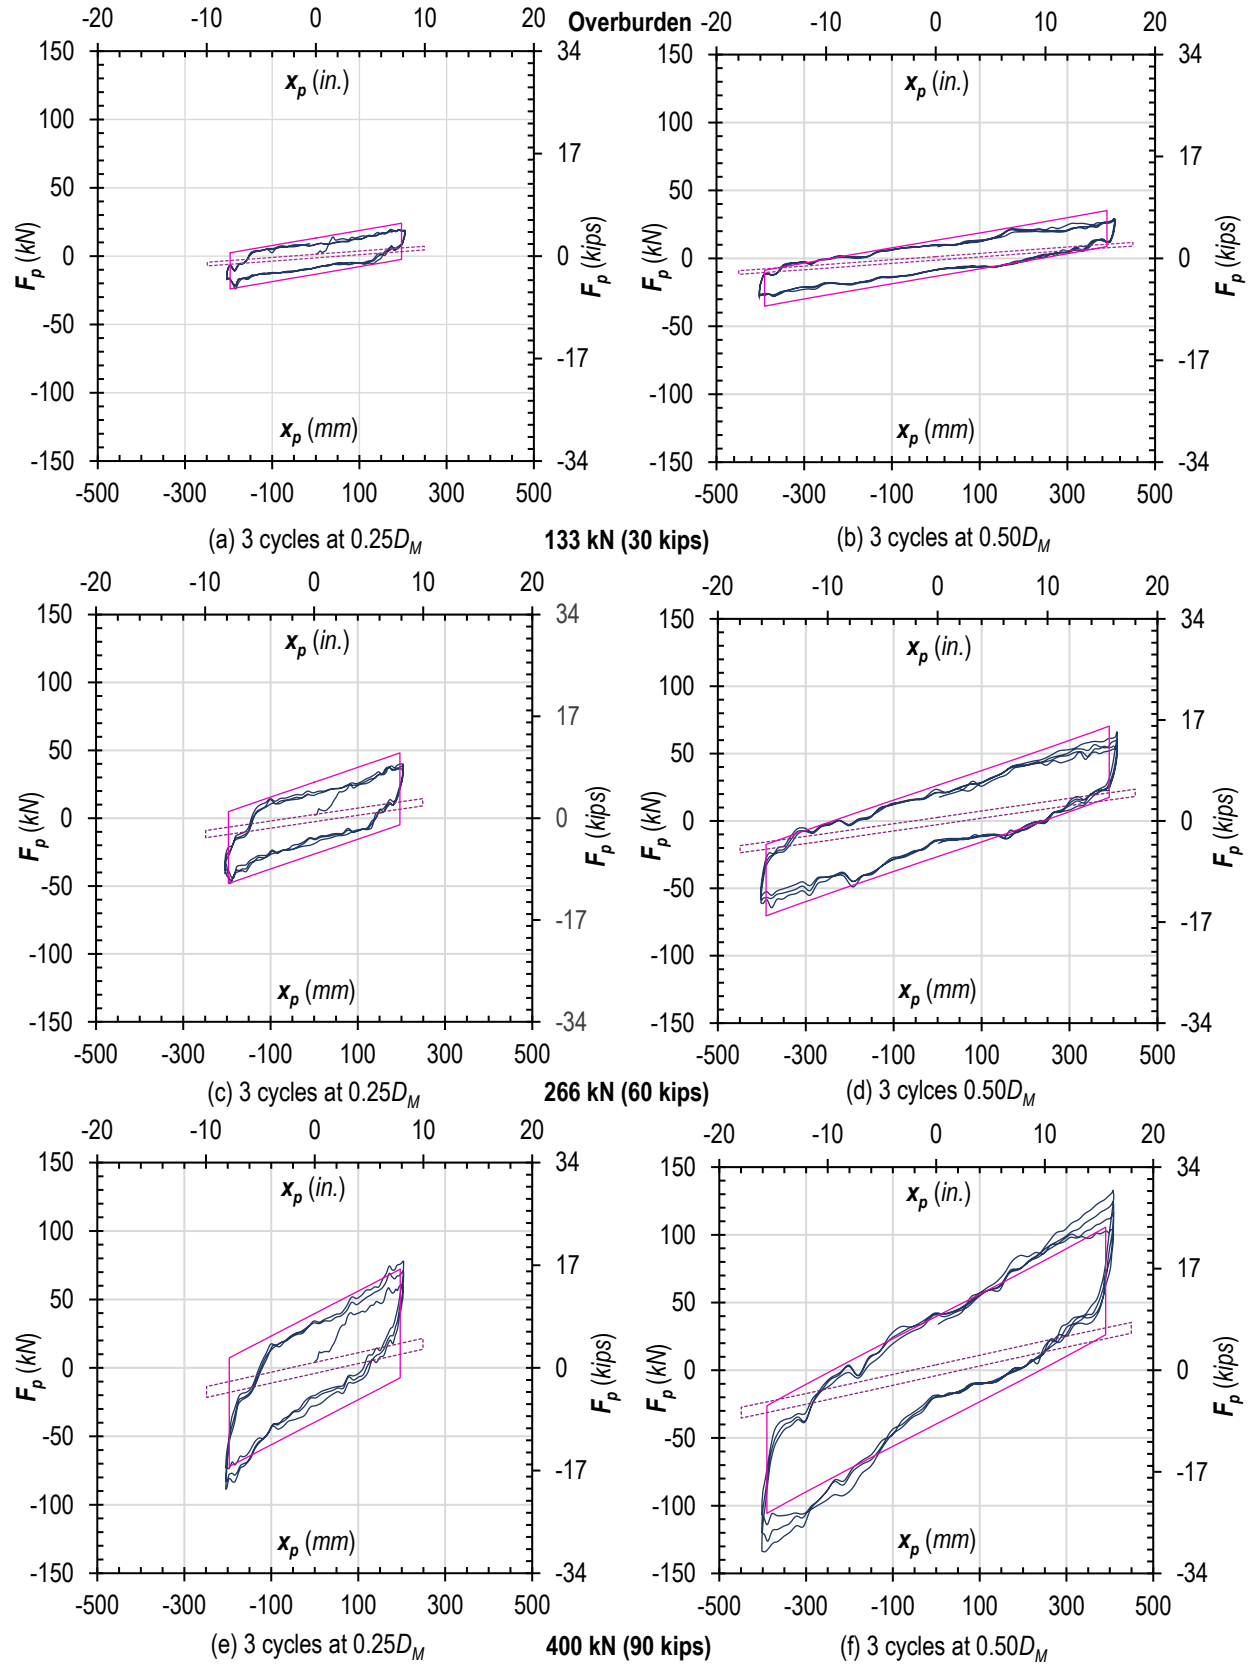 -20 -10 0 10 20 Overburden -20 -10 0 10 20
150 34 150 34
x_p (in.) x_p (in.)
100 100
17 17
50 50
F_p (kN) 0 0 F_p (kips) F_p (kN) 0 0 F_p (kips)
-50 -50
-17 -17
-100 -100
x_p (mm) x_p (mm)
-150 -34 -150 -34
-500 -300 -100 100 300 500 -500 -300 -100 100 300 500
(a) 3 cycles at 0.25D_M 133 kN (30 kips) (b) 3 cycles at 0.50D_M
-20 -10 0 10 20 -20 -10 0 10 20
150 34 150 34
x_p (in.) x_p (in.)
100 100
17 17
50 50
F_p (kN) 0 0 F_p (kips) F_p (kN) 0 0 F_p (kips)
-50 -50
-17 -17
-100 -100
x_p (mm) x_p (mm)
-150 -34 -150 -34
-500 -300 -100 100 300 500 -500 -300 -100 100 300 500
(c) 3 cycles at 0.25D_M 266 kN (60 kips) (d) 3 cylces 0.50D_M
-20 -10 0 10 20 -20 -10 0 10 20
150 34 150 34
x_p (in.) x_p (in.)
100 100
17 17
50 50
F_p (kN) 0 0 F_p (kips) F_p (kN) 0 0 F_p (kips)
-50 -50
-17 -17
-100 -100
x_p (mm) x_p (mm)
-150 -34 -150 -34
-500 -300 -100 100 300 500 -500 -300 -100 100 300 500
(e) 3 cycles at 0.25D_M 400 kN (90 kips) (f) 3 cycles at 0.50D_M